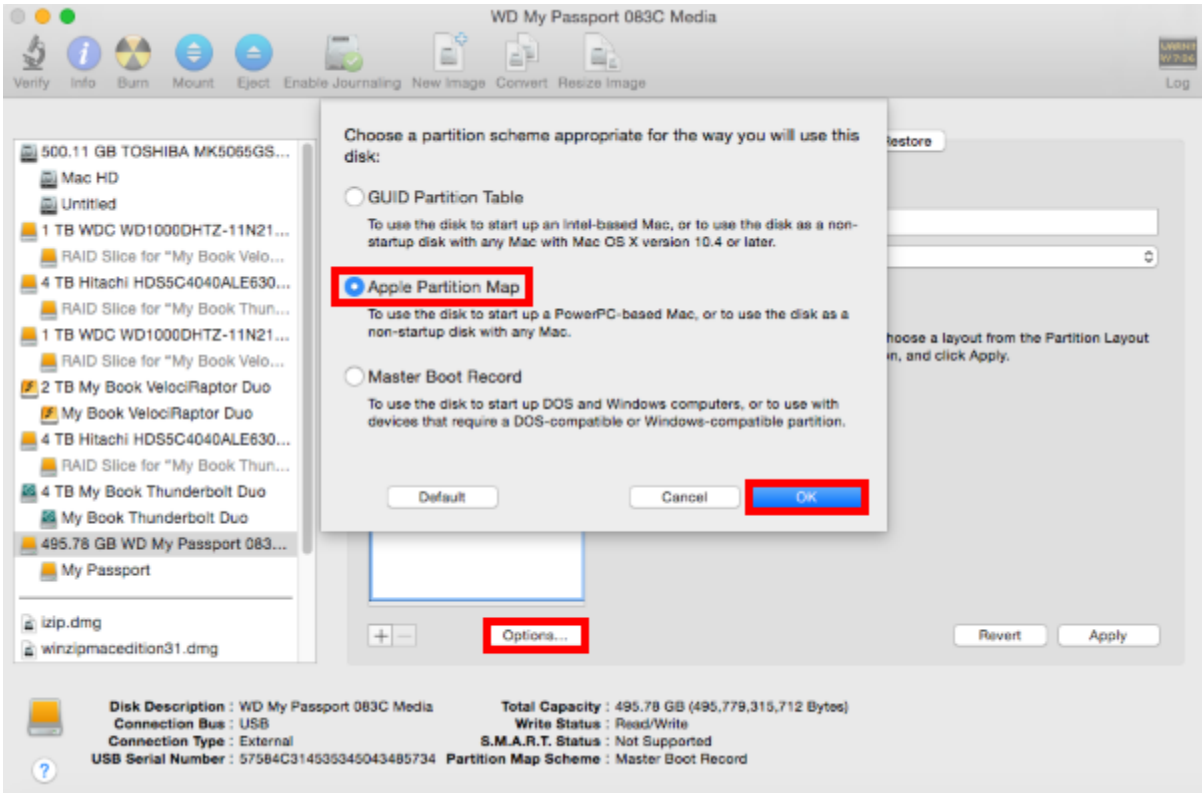 WD My Passport 083C Media
Verify Info Burn Mount Eject Enable Journaling New Image Convert Resize Image Log
500.11 GB TOSHIBA MK5065GS...
Mac HD
Untitled
1 TB WDC WD1000DHTZ-11N21...
RAID Slice for "My Book Velo...
4 TB Hitachi HDS5C4040ALE630...
RAID Slice for "My Book Thun...
1 TB WDC WD1000DHTZ-11N21...
RAID Slice for "My Book Velo...
2 TB My Book VelociRaptor Duo
My Book VelociRaptor Duo
4 TB Hitachi HDS5C4040ALE630...
RAID Slice for "My Book Thun...
4 TB My Book Thunderbolt Duo
My Book Thunderbolt Duo
495.78 GB WD My Passport 083...
My Passport
izip.dmg
winzipmacedition31.dmg
Choose a partition scheme appropriate for the way you will use this
disk:
GUID Partition Table
To use the disk to start up an Intel-based Mac, or to use the disk as a non-
startup disk with any Mac with Mac OS X version 10.4 or later.
Apple Partition Map
To use the disk to start up a PowerPC-based Mac, or to use the disk as a
non-startup disk with any Mac.
Master Boot Record
To use the disk to start up DOS and Windows computers, or to use with
devices that require a DOS-compatible or Windows-compatible partition.
Default Cancel OK
Restore
hoose a layout from the Partition Layout
n, and click Apply.
+ − Options... Revert Apply
Disk Description : WD My Passport 083C Media Total Capacity : 495.78 GB (495,779,315,712 Bytes)
Connection Bus : USB Write Status : Read/Write
Connection Type : External S.M.A.R.T. Status : Not Supported
USB Serial Number : 57584C314535345043485734 Partition Map Scheme : Master Boot Record
?